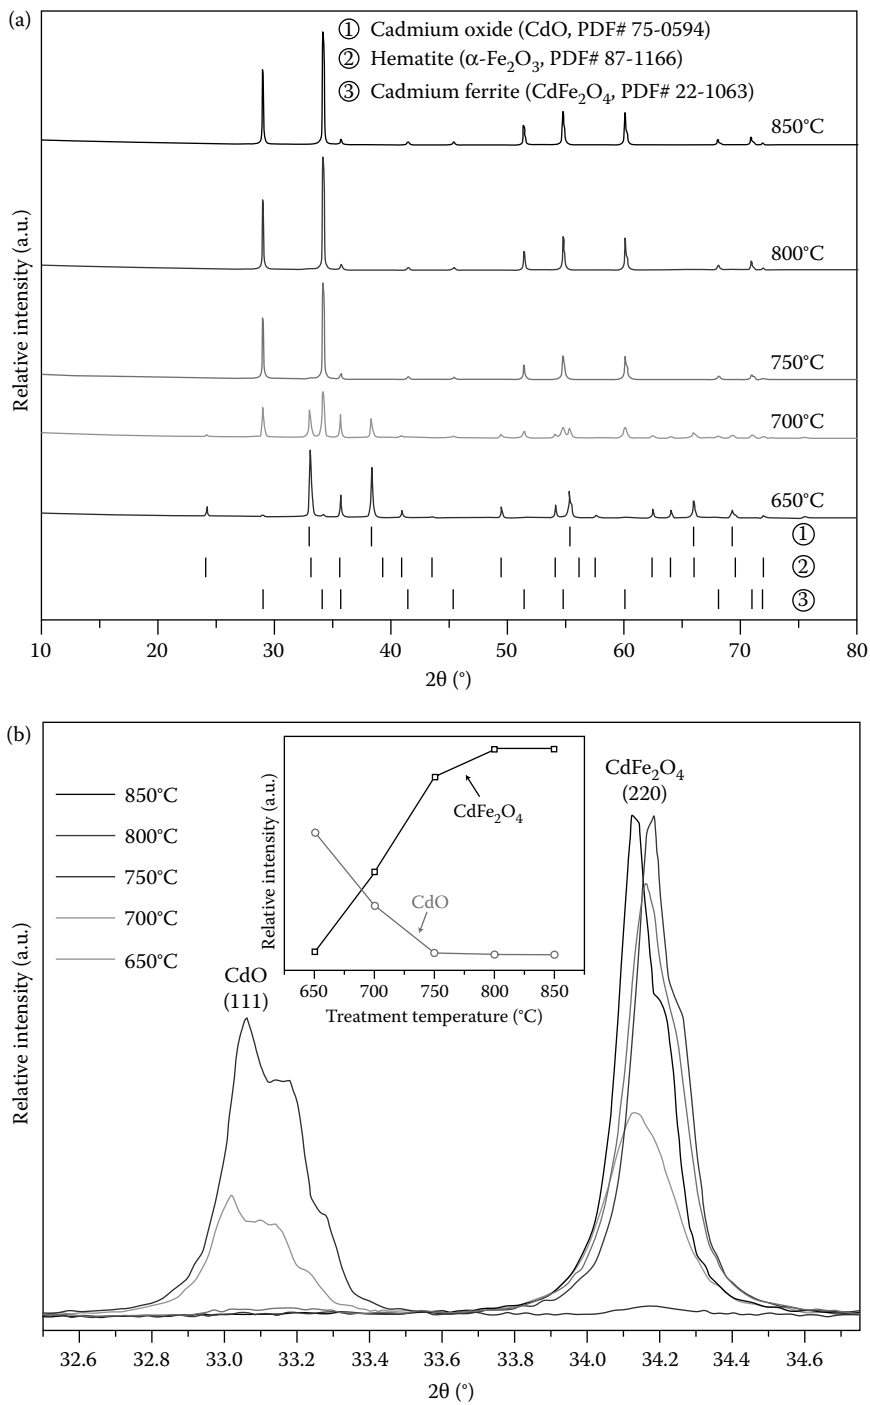 (a)
① Cadmium oxide (CdO, PDF# 75-0594)
② Hematite (α-Fe₂O₃, PDF# 87-1166)
③ Cadmium ferrite (CdFe₂O₄, PDF# 22-1063)
850°C
800°C
750°C
700°C
650°C
①
②
③
Relative intensity (a.u.)
10 20 30 40 50 60 70 80
2θ (°)
(b)
850°C
800°C
750°C
700°C
650°C
Relative intensity (a.u.)
CdFe₂O₄
CdO
650 700 750 800 850
Treatment temperature (°C)
CdFe₂O₄
(220)
CdO
(111)
Relative intensity (a.u.)
32.6 32.8 33.0 33.2 33.4 33.6 33.8 34.0 34.2 34.4 34.6
2θ (°)